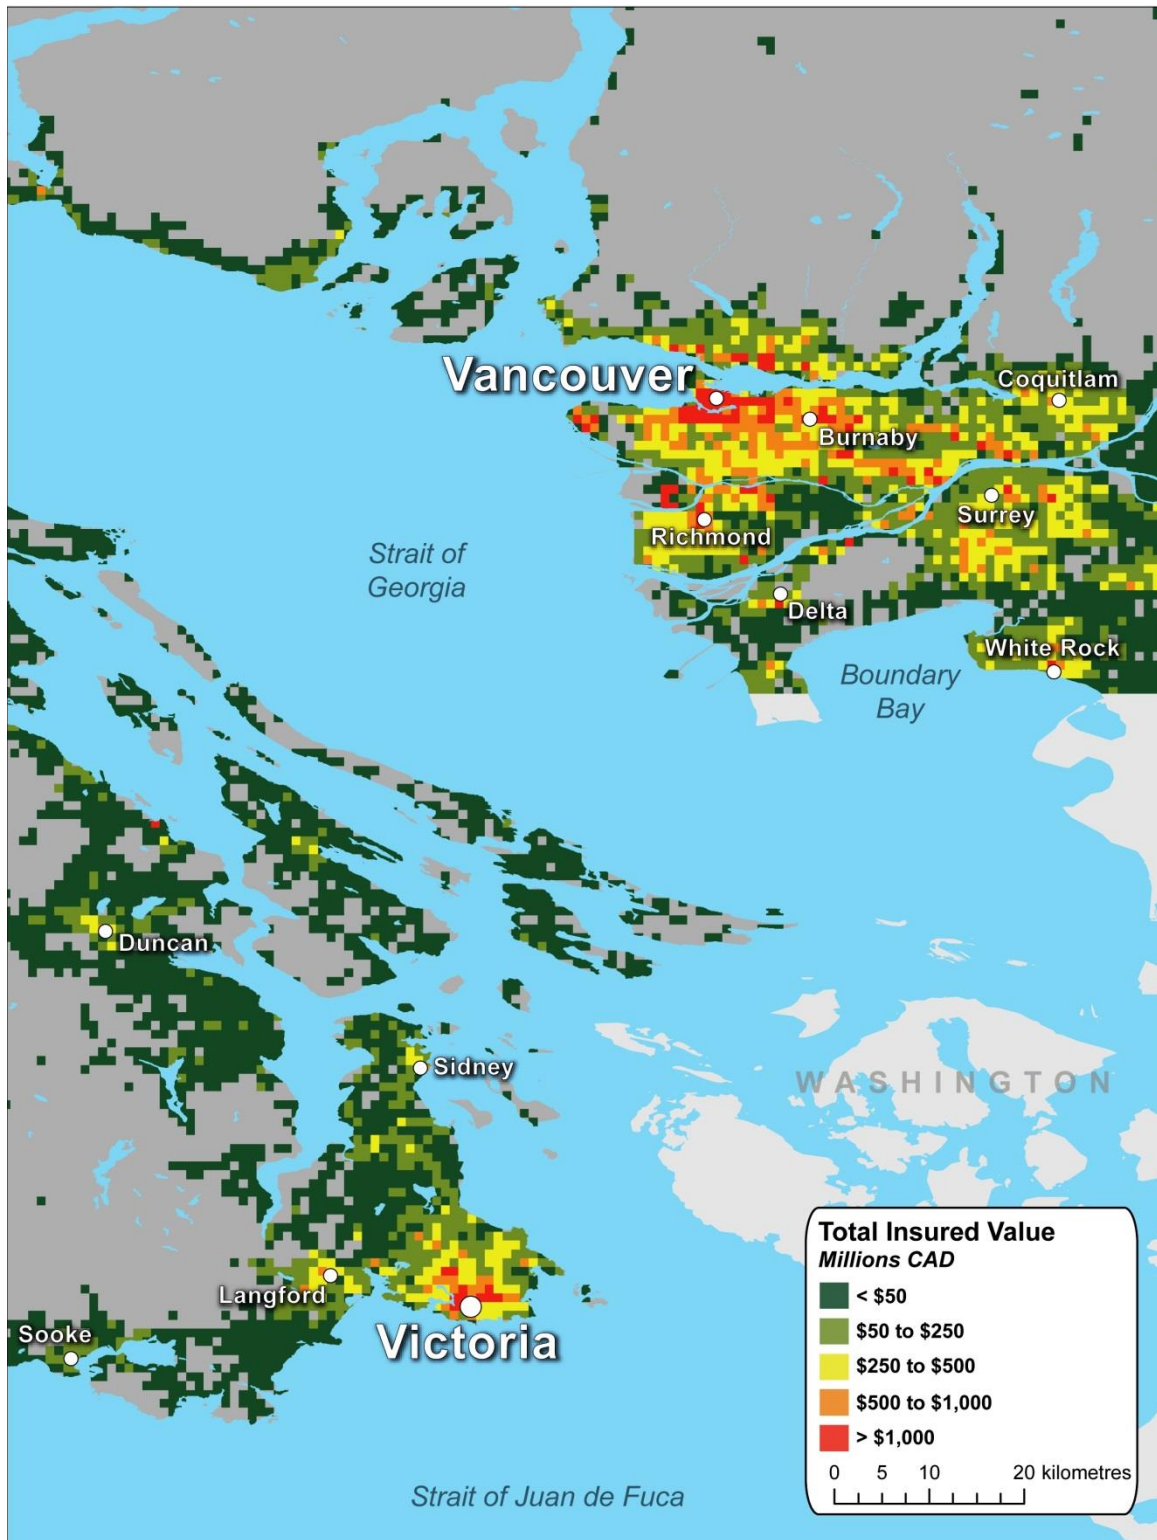 Vancouver
Coquitlam
Burnaby
Surrey
Richmond
Strait of
Georgia
Delta
White Rock
Boundary
Bay
Duncan
Sidney
WASHINGTON
Langford
Victoria
Sooke
Strait of Juan de Fuca
Total Insured Value
Millions CAD
< $50
$50 to $250
$250 to $500
$500 to $1,000
> $1,000
0 5 10 20 kilometres